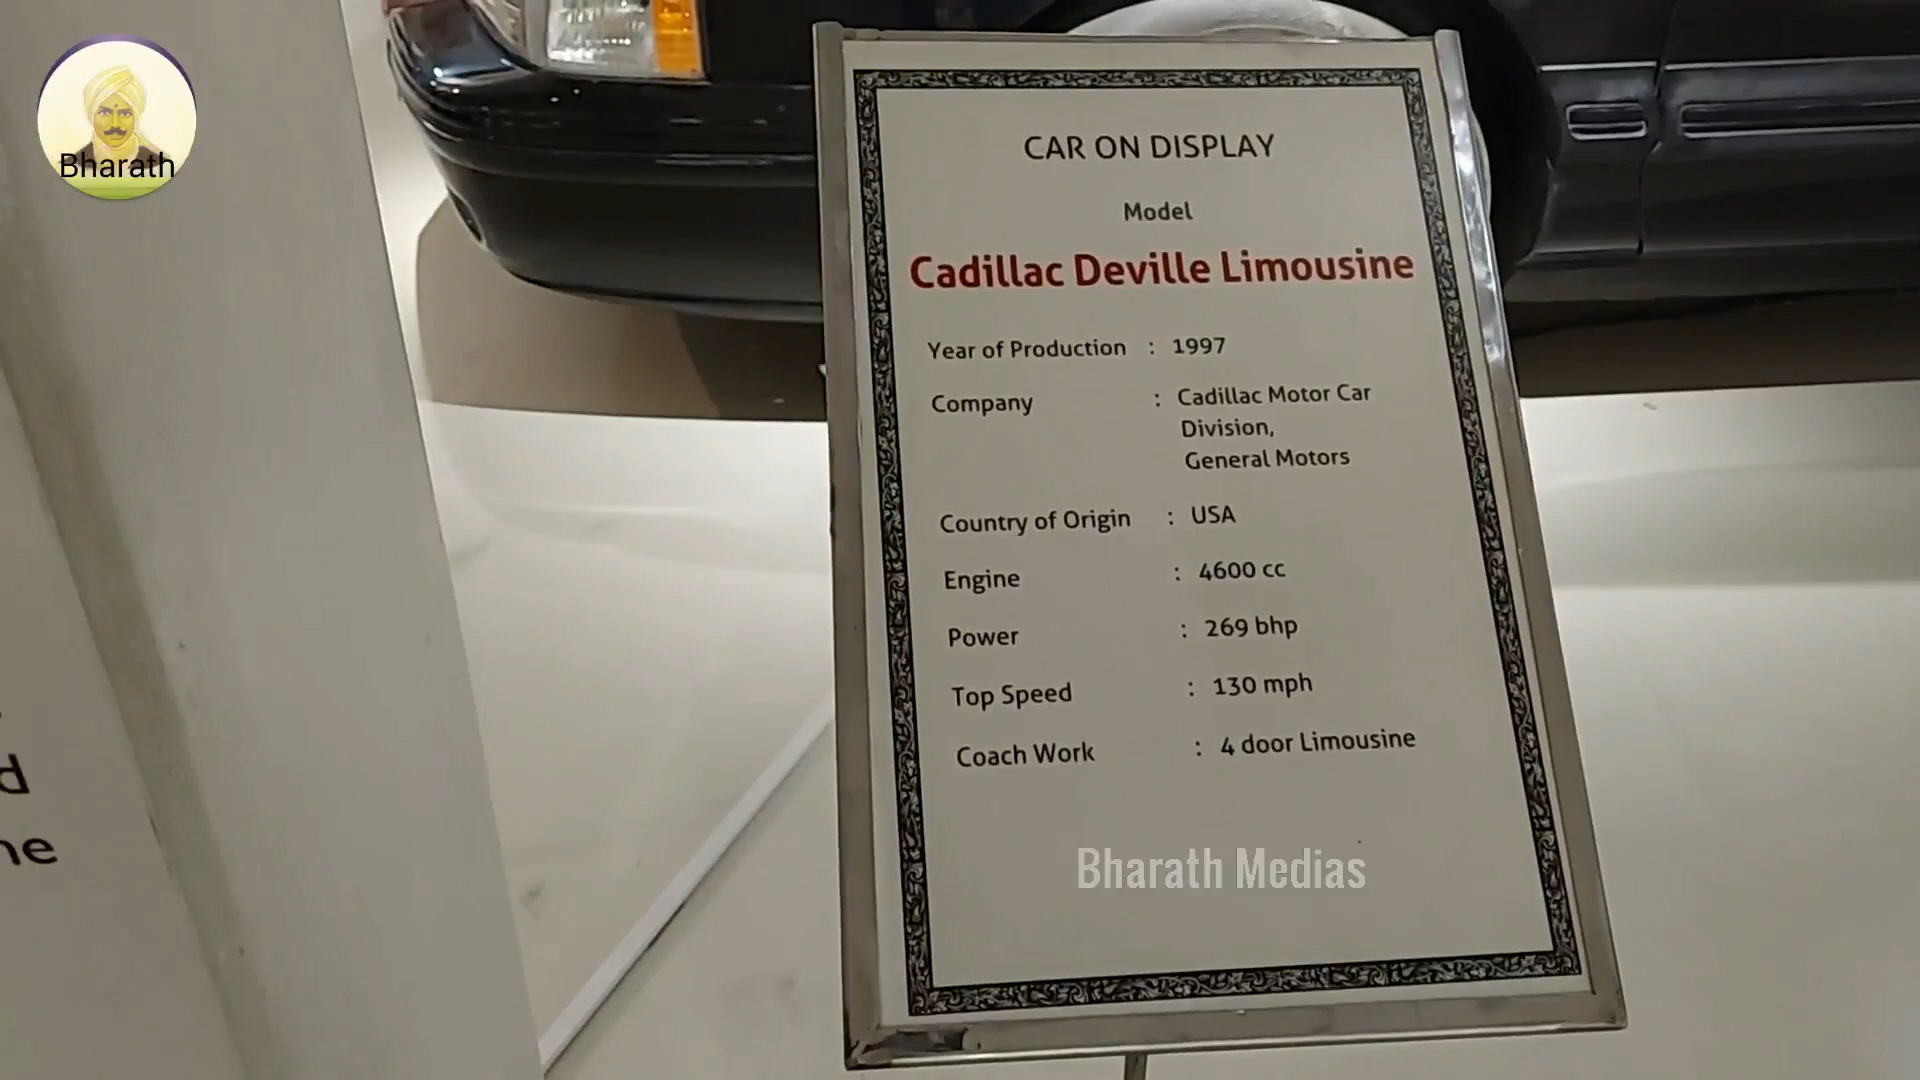 Bharath
CAR ON DISPLAY
Model
Cadillac Deville Limousine
Year of Production : 1997
Company : Cadillac Motor Car
Division,
General Motors
Country of Origin : USA
Engine : 4600 cc
Power : 269 bhp
Top Speed : 130 mph
Coach Work : 4 door Limousine
Bharath Medias